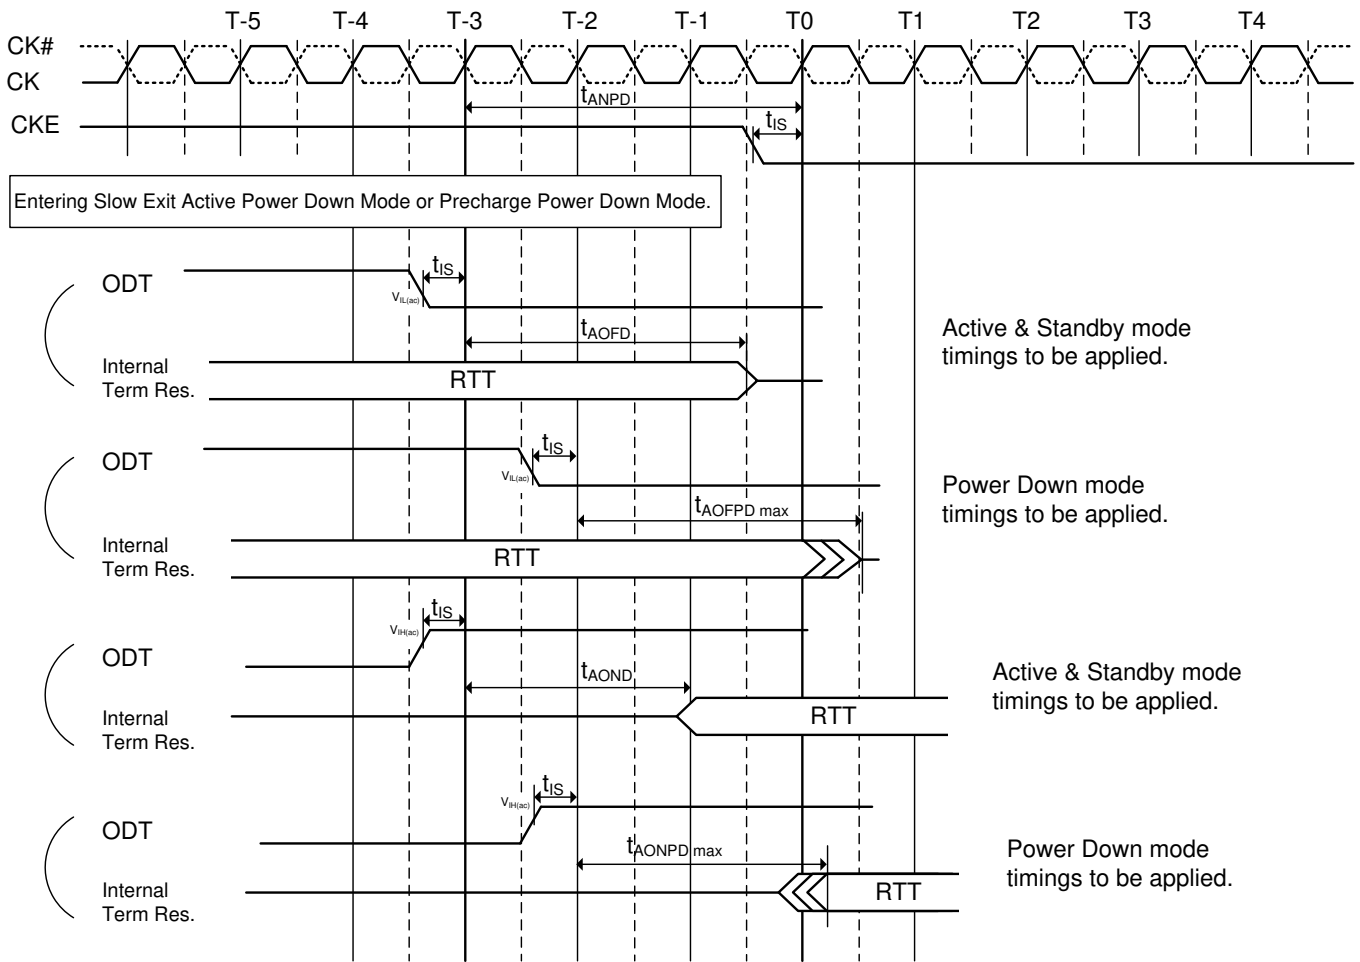 T-5 T-4 T-3 T-2 T-1 T0 T1 T2 T3 T4
CK#
CK
tANPD
CKE
tIS
Entering Slow Exit Active Power Down Mode or Precharge Power Down Mode.
tIS
ODT
VIL(ac)
tAOFD
Active & Standby mode
timings to be applied.
Internal
Term Res.
RTT
tIS
ODT
VIL(ac)
tAOFPD max
Power Down mode
timings to be applied.
Internal
Term Res.
RTT
tIS
VIH(ac)
ODT
tAOND
Active & Standby mode
timings to be applied.
Internal
Term Res.
RTT
tIS
VIH(ac)
ODT
tAONPD max
Power Down mode
timings to be applied.
Internal
Term Res.
RTT